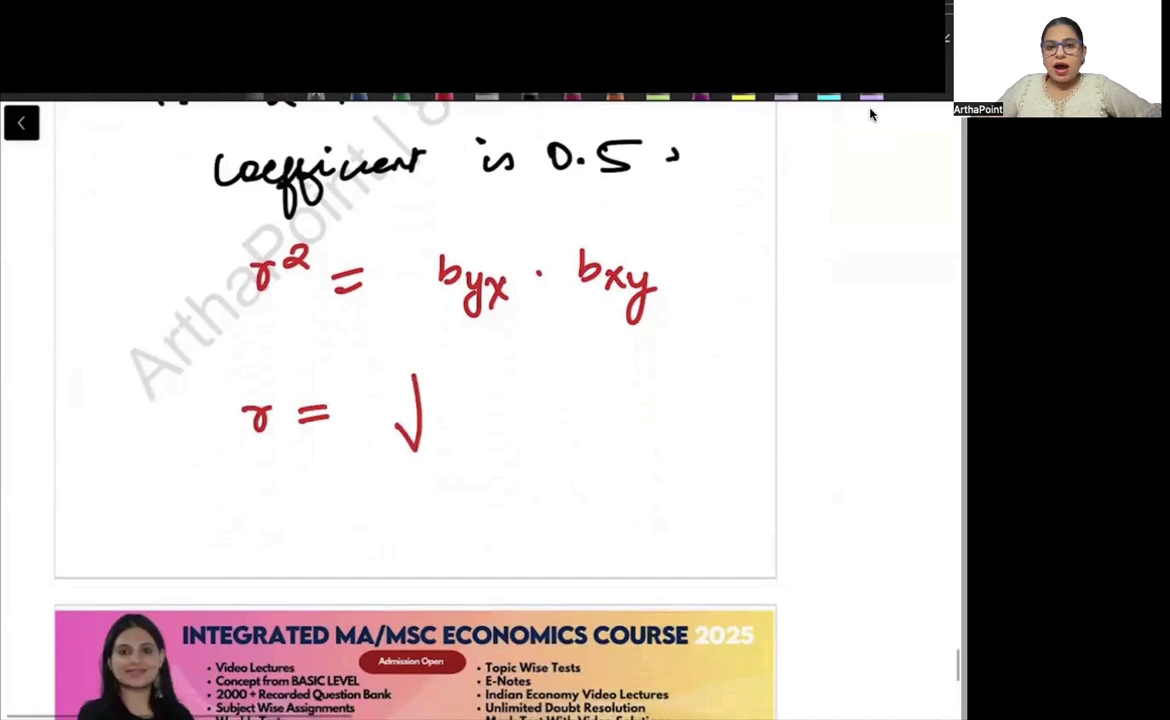 ArthaPoint
coefficient is 0.5 ,
r² = byx · bxy
r = √
ArthaPoint |
INTEGRATED MA/MSC ECONOMICS COURSE 2025
Admission Open
• Video Lectures
• Concept from BASIC LEVEL
• 2000 + Recorded Question Bank
• Subject Wise Assignments
• Topic Wise Tests
• E-Notes
• Indian Economy Video Lectures
• Unlimited Doubt Resolution